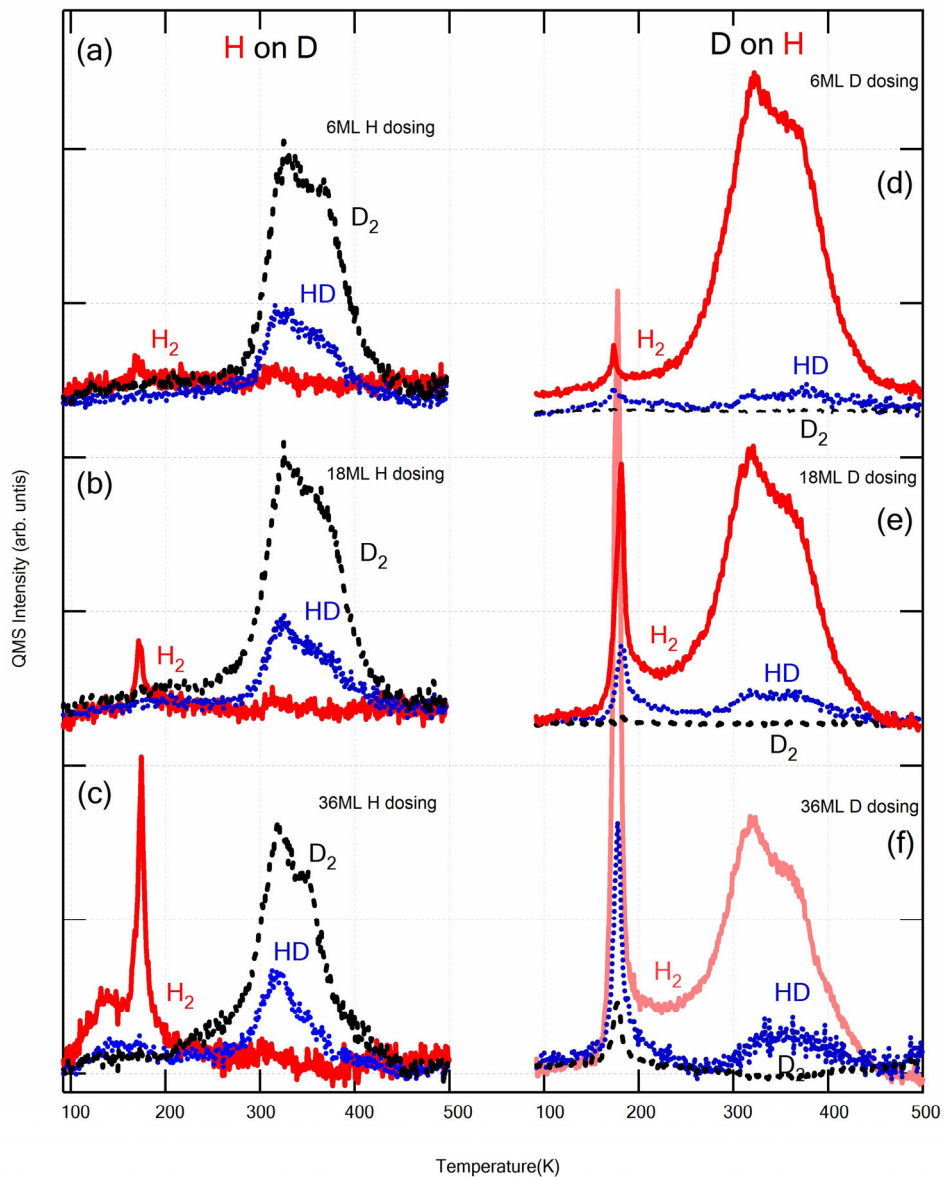 (a)
H on D
6ML H dosing
D2
HD
H2
(b)
18ML H dosing
D2
HD
H2
(c)
36ML H dosing
D2
HD
H2
100 200 300 400 500
D on H
6ML D dosing
(d)
H2
HD
D2
18ML D dosing
(e)
H2
HD
D2
36ML D dosing
(f)
H2
HD
D2
100 200 300 400 500
QMS Intensity (arb. untis)
Temperature(K)